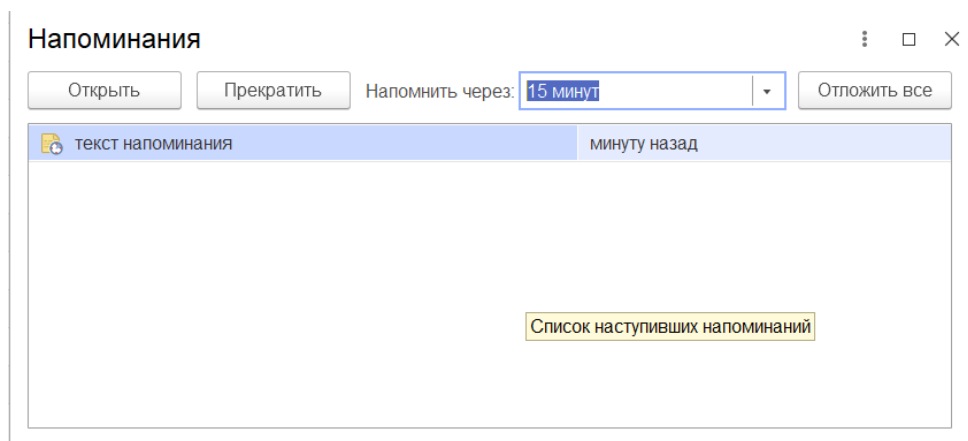 Напоминания
Открыть Прекратить Напомнить через: 15 минут Отложить все
текст напоминания минуту назад
Список наступивших напоминаний